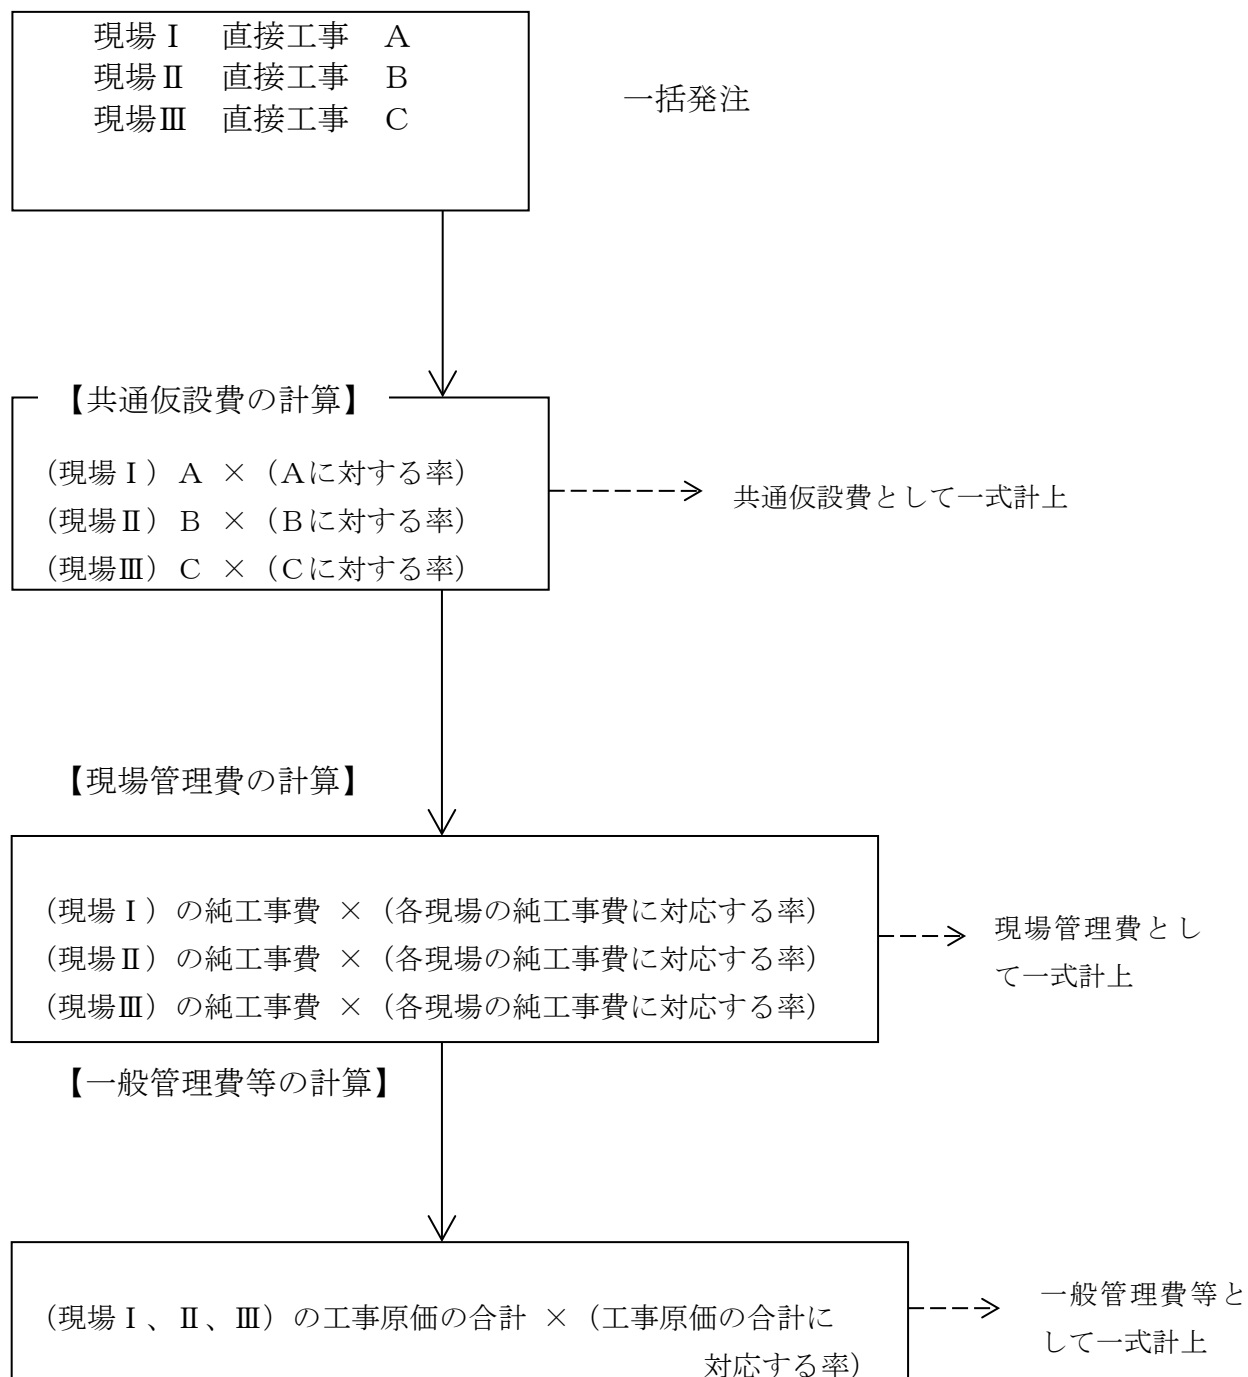 現場Ⅰ　直接工事　Ａ
現場Ⅱ　直接工事　Ｂ
現場Ⅲ　直接工事　Ｃ
一括発注
【共通仮設費の計算】
（現場Ⅰ）Ａ　×（Ａに対する率）
（現場Ⅱ）Ｂ　×（Ｂに対する率）
（現場Ⅲ）Ｃ　×（Ｃに対する率）
共通仮設費として一式計上
【現場管理費の計算】
（現場Ⅰ）の純工事費　×（各現場の純工事費に対応する率）
（現場Ⅱ）の純工事費　×（各現場の純工事費に対応する率）
（現場Ⅲ）の純工事費　×（各現場の純工事費に対応する率）
現場管理費とし
て一式計上
【一般管理費等の計算】
（現場Ⅰ、Ⅱ、Ⅲ）の工事原価の合計　×（工事原価の合計に
対応する率）
一般管理費等と
して一式計上